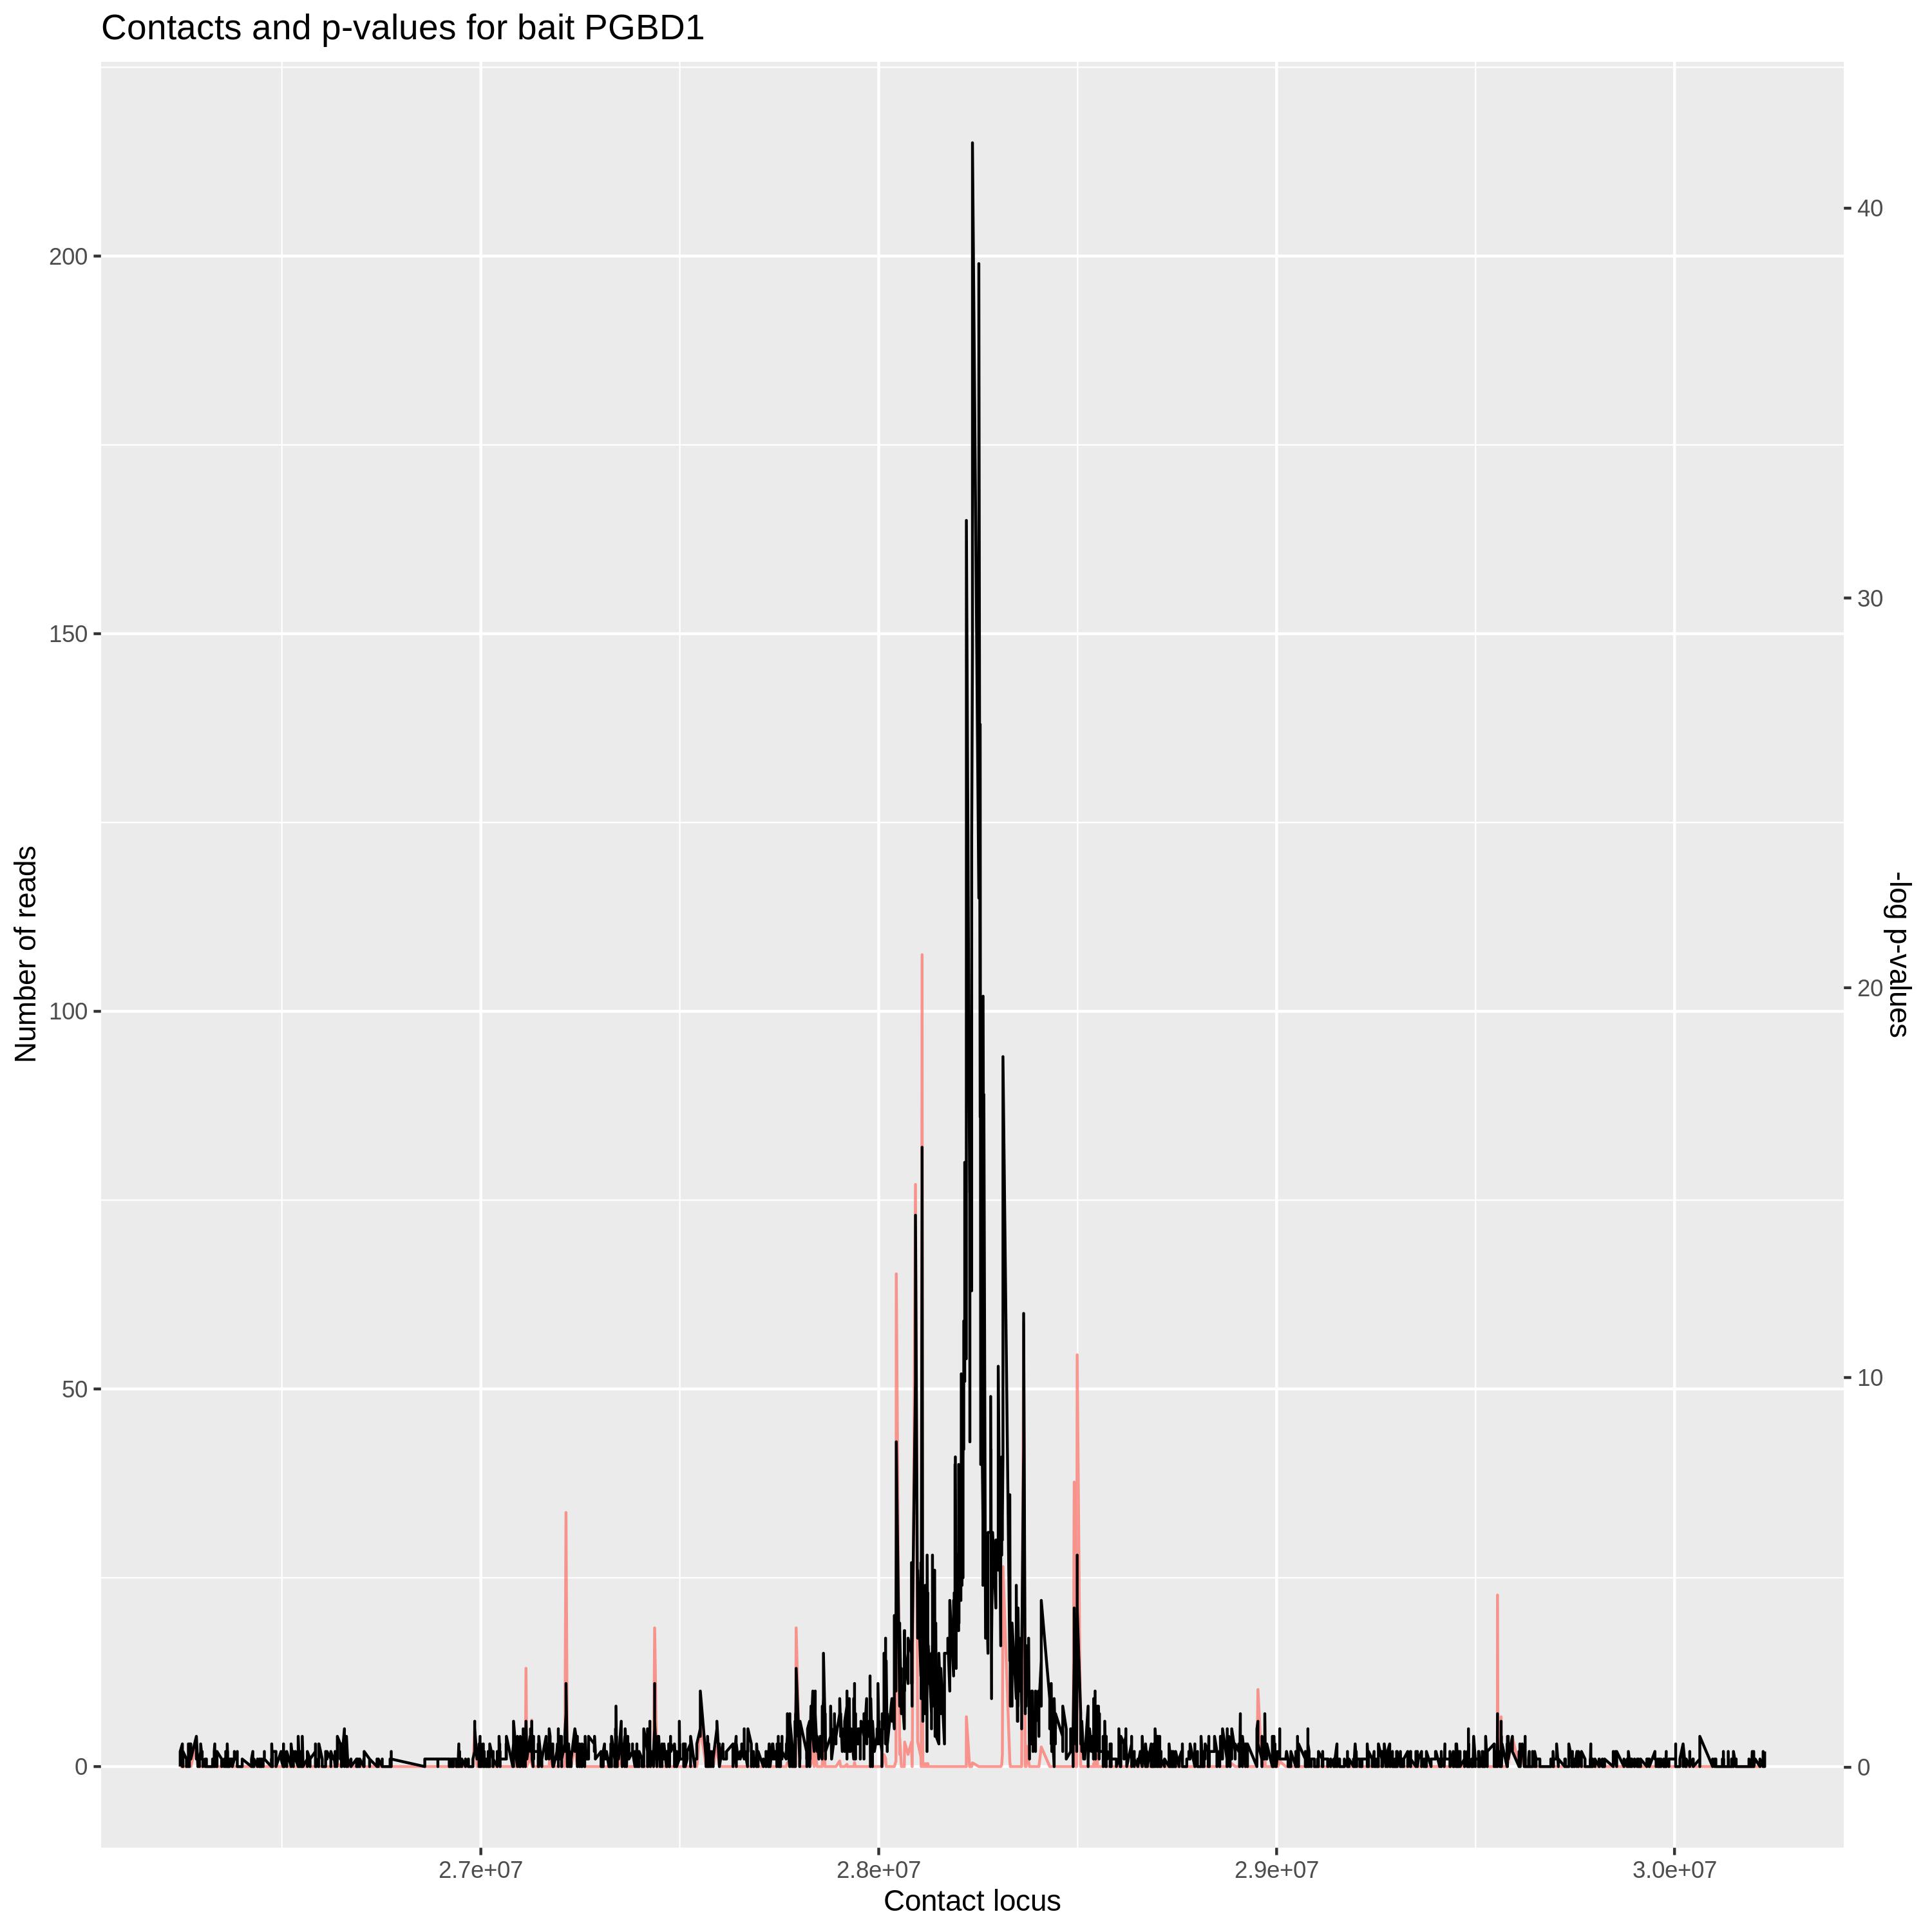 Contacts and p-values for bait PGBD1
200
150
100
50
0
Number of reads
40
30
20
10
0
-log p-values
2.7e+07
2.8e+07
2.9e+07
3.0e+07
Contact locus